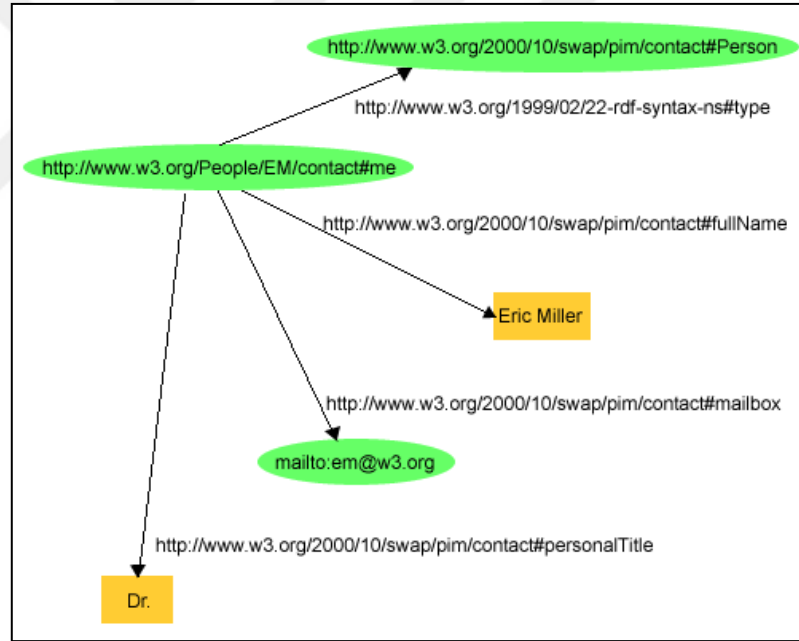 http://www.w3.org/2000/10/swap/pim/contact#Person
http://www.w3.org/1999/02/22-rdf-syntax-ns#type
http://www.w3.org/People/EM/contact#me
http://www.w3.org/2000/10/swap/pim/contact#fullName
Eric Miller
http://www.w3.org/2000/10/swap/pim/contact#mailbox
mailto:em@w3.org
http://www.w3.org/2000/10/swap/pim/contact#personalTitle
Dr.